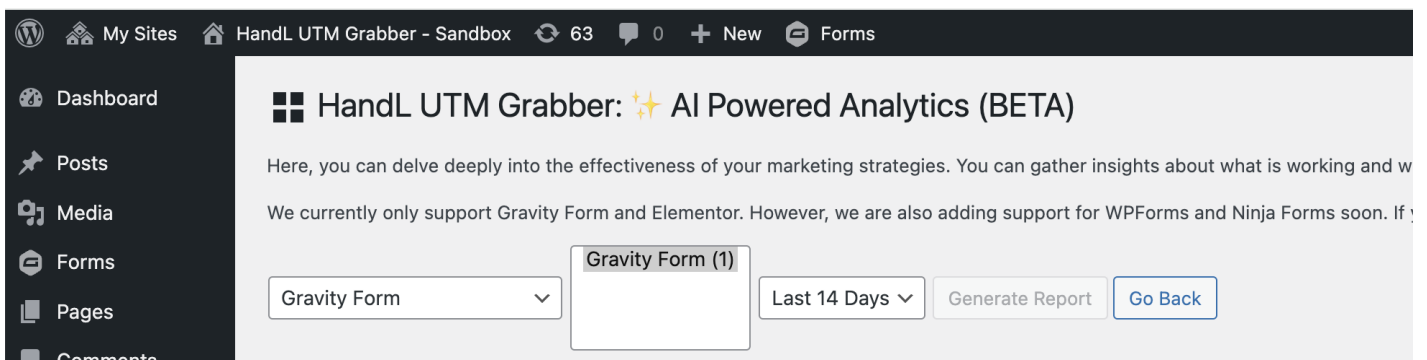 My Sites HandL UTM Grabber - Sandbox 63 0 New Forms
Dashboard
Posts
Media
Forms
Pages
Comments
HandL UTM Grabber: ✨ AI Powered Analytics (BETA)
Here, you can delve deeply into the effectiveness of your marketing strategies. You can gather insights about what is working and w
We currently only support Gravity Form and Elementor. However, we are also adding support for WPForms and Ninja Forms soon. If
Gravity Form (1)
Gravity Form Last 14 Days Generate Report Go Back